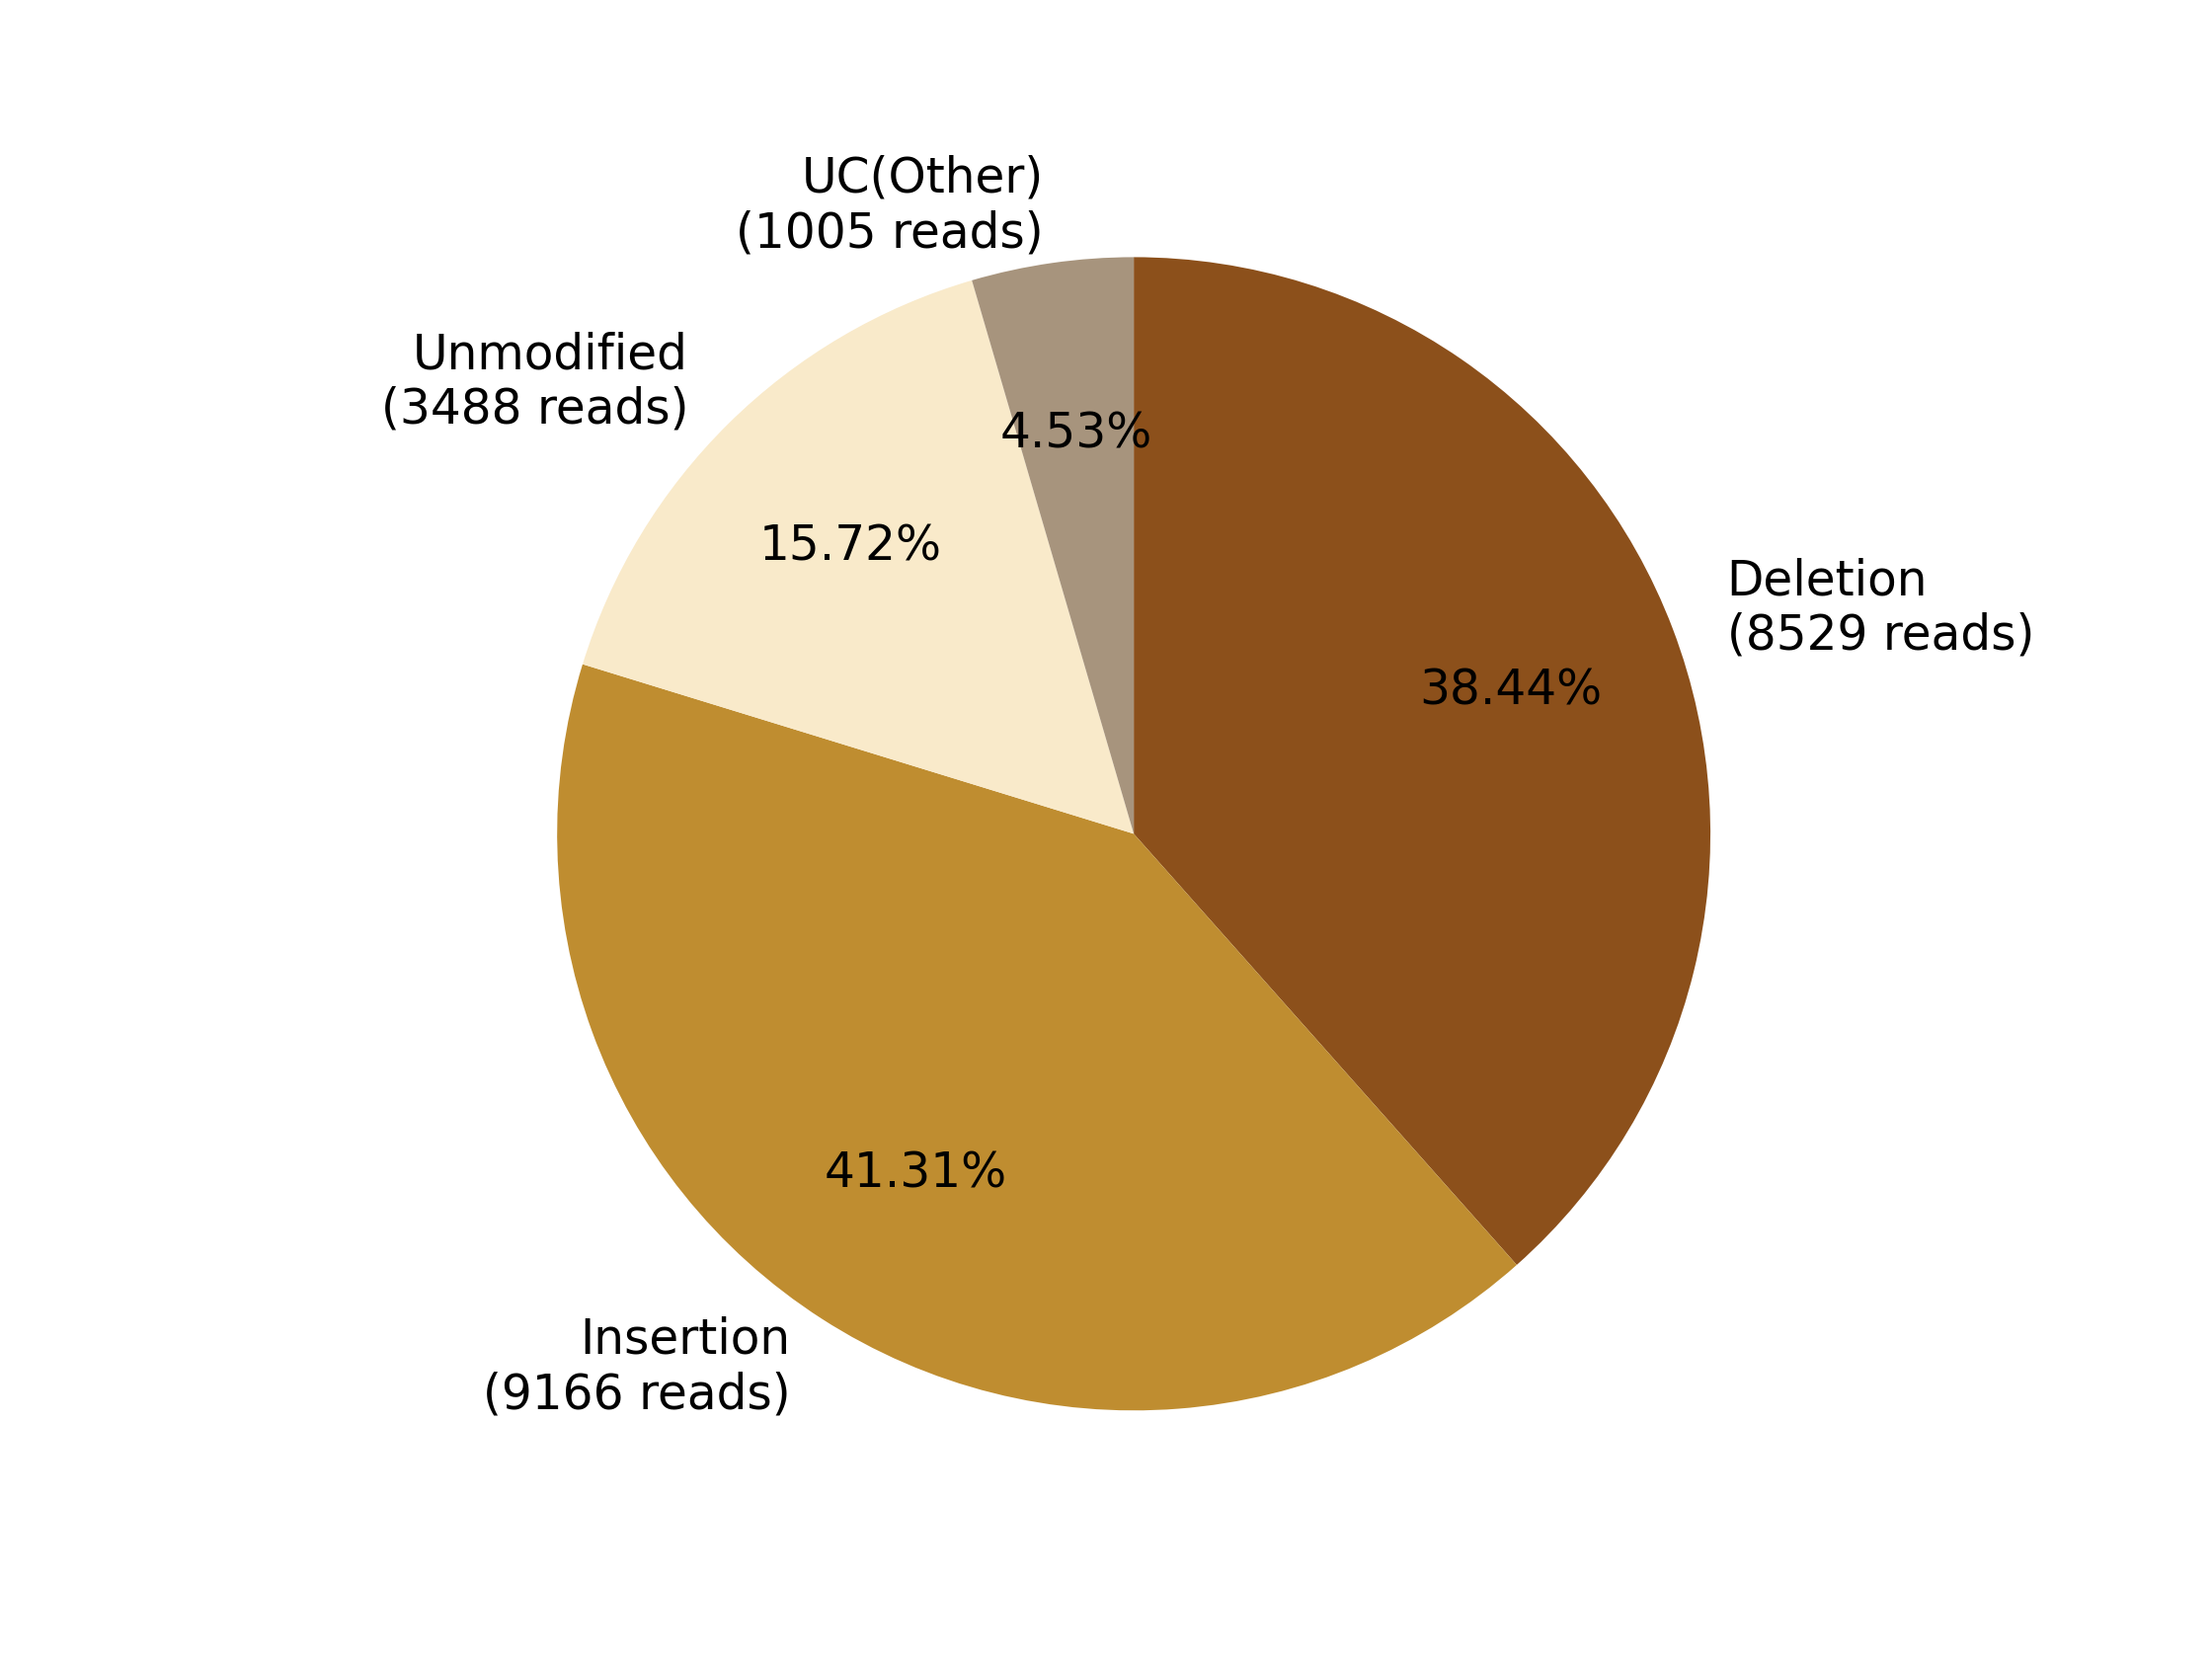 UC(Other)
(1005 reads)
Unmodified
(3488 reads)
4.53%
15.72%
Deletion
(8529 reads)
38.44%
41.31%
Insertion
(9166 reads)